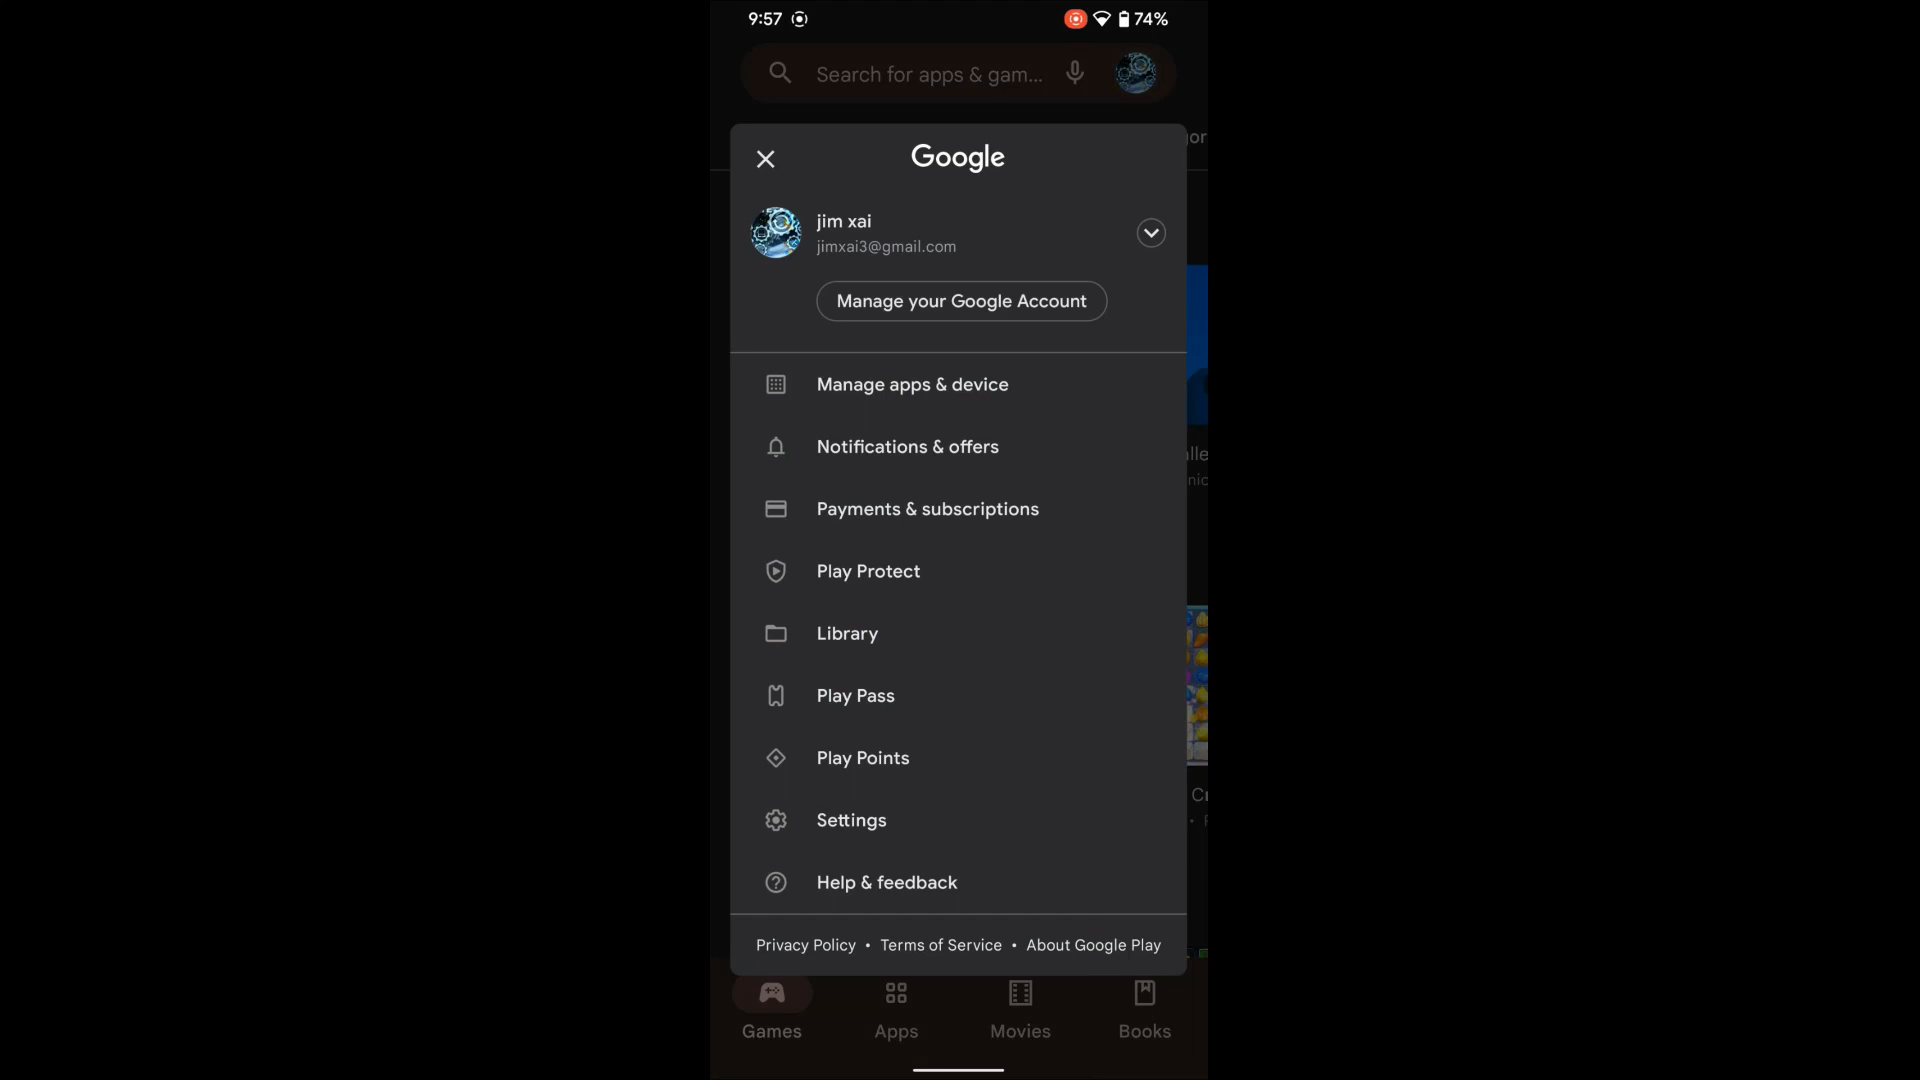 9:57
74%
Search for apps & gam...
Google
jim xai
jimxai3@gmail.com
Manage your Google Account
Manage apps & device
Notifications & offers
Payments & subscriptions
Play Protect
Library
Play Pass
Play Points
Settings
Help & feedback
Privacy Policy • Terms of Service • About Google Play
Games
Apps
Movies
Books